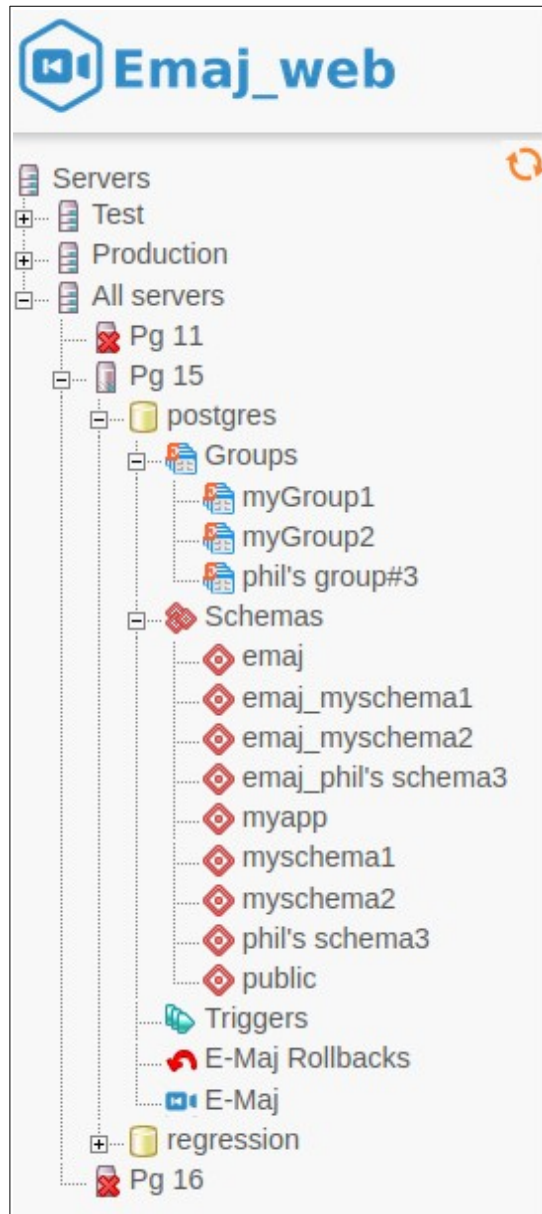 Emaj_web
Servers
Test
Production
All servers
Pg 11
Pg 15
postgres
Groups
myGroup1
myGroup2
phil's group#3
Schemas
emaj
emaj_myschema1
emaj_myschema2
emaj_phil's schema3
myapp
myschema1
myschema2
phil's schema3
public
Triggers
E-Maj Rollbacks
E-Maj
regression
Pg 16